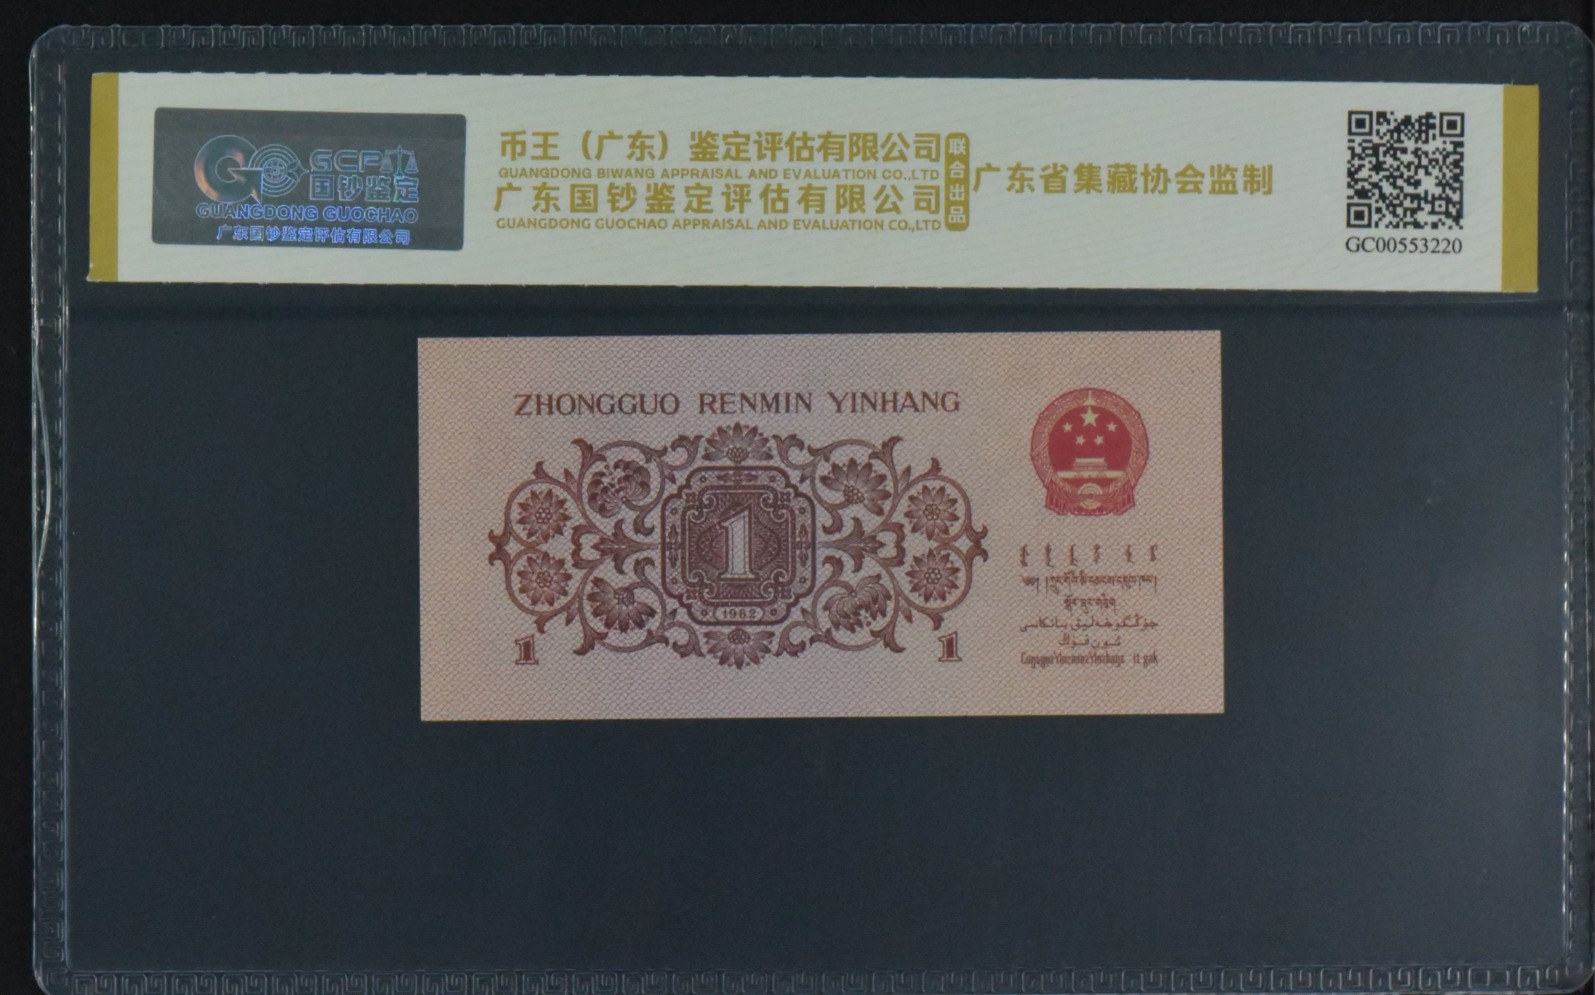 GCF
国钞鉴定
GUANGDONG GUOCHAO
广东国钞鉴定评估有限公司
币王（广东）鉴定评估有限公司
GUANGDONG BIWANG APPRAISAL AND EVALUATION CO.,LTD
广东国钞鉴定评估有限公司
GUANGDONG GUOCHAO APPRAISAL AND EVALUATION CO.,LTD
联合出品
广东省集藏协会监制
GC00553220
ZHONGGUO RENMIN YINHANG
1
1962
1
1